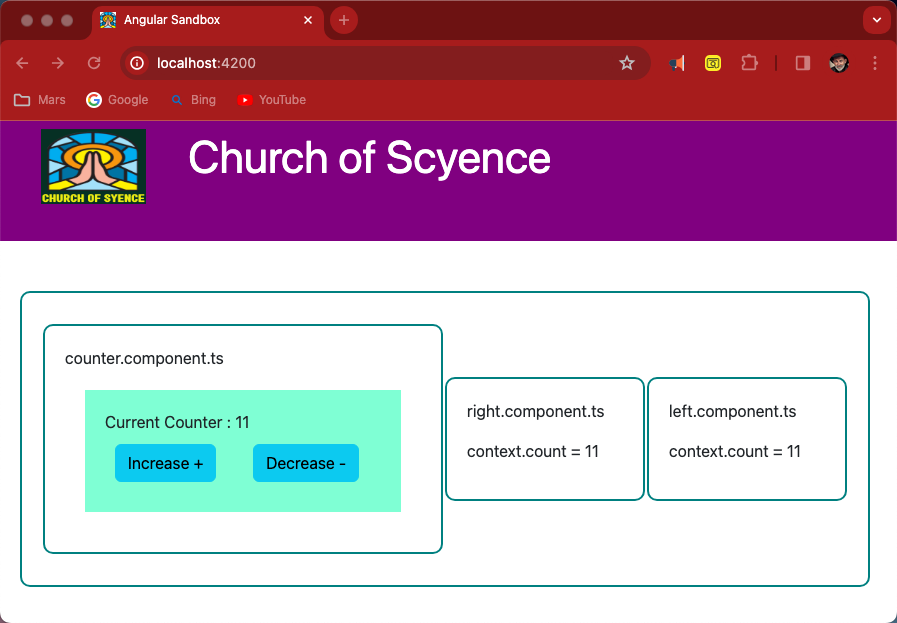 Angular Sandbox
localhost:4200
Mars
Google
Bing
YouTube
CHURCH OF SYENCE
Church of Scyence
counter.component.ts
Current Counter : 11
Increase +
Decrease -
right.component.ts
context.count = 11
left.component.ts
context.count = 11